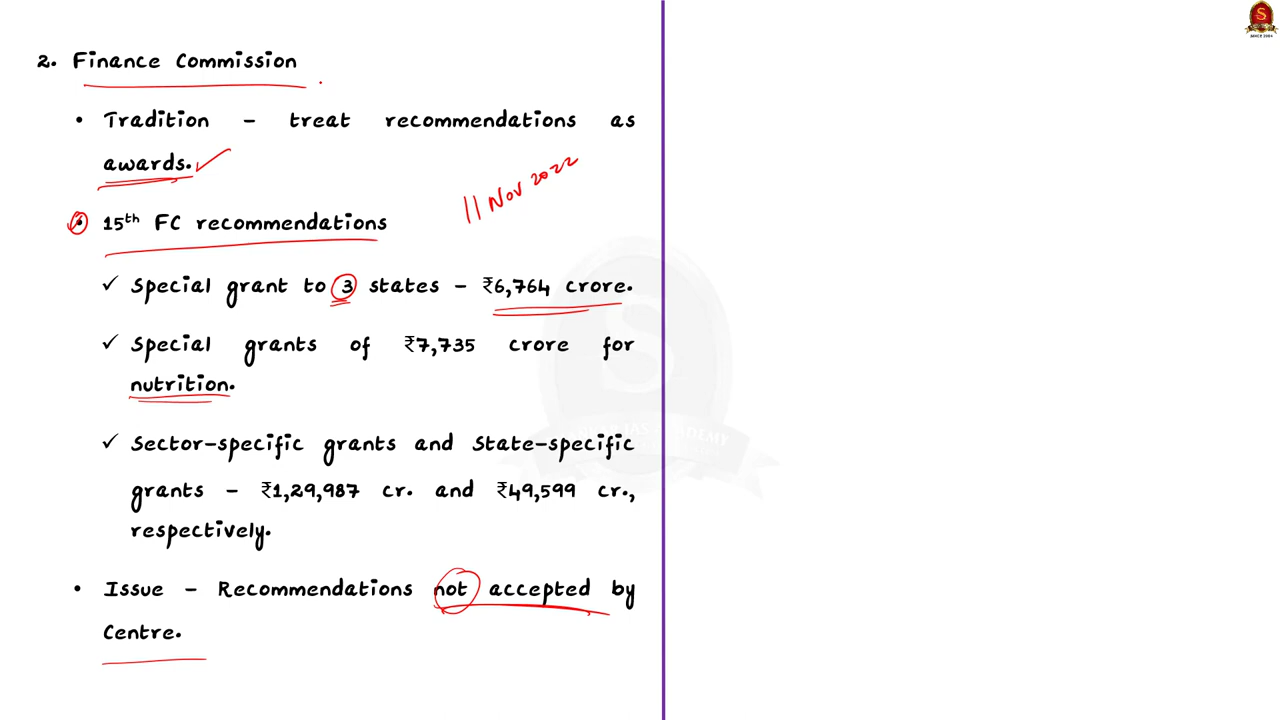 2. Finance Commission
• Tradition – treat recommendations as
awards.
11 Nov 2022
• 15th FC recommendations
✓ Special grant to 3 states – ₹6,764 crore.
✓ Special grants of ₹7,735 crore for
nutrition.
✓ Sector-specific grants and State-specific
grants – ₹1,29,987 cr. and ₹49,599 cr.,
respectively.
• Issue – Recommendations not accepted by
Centre.